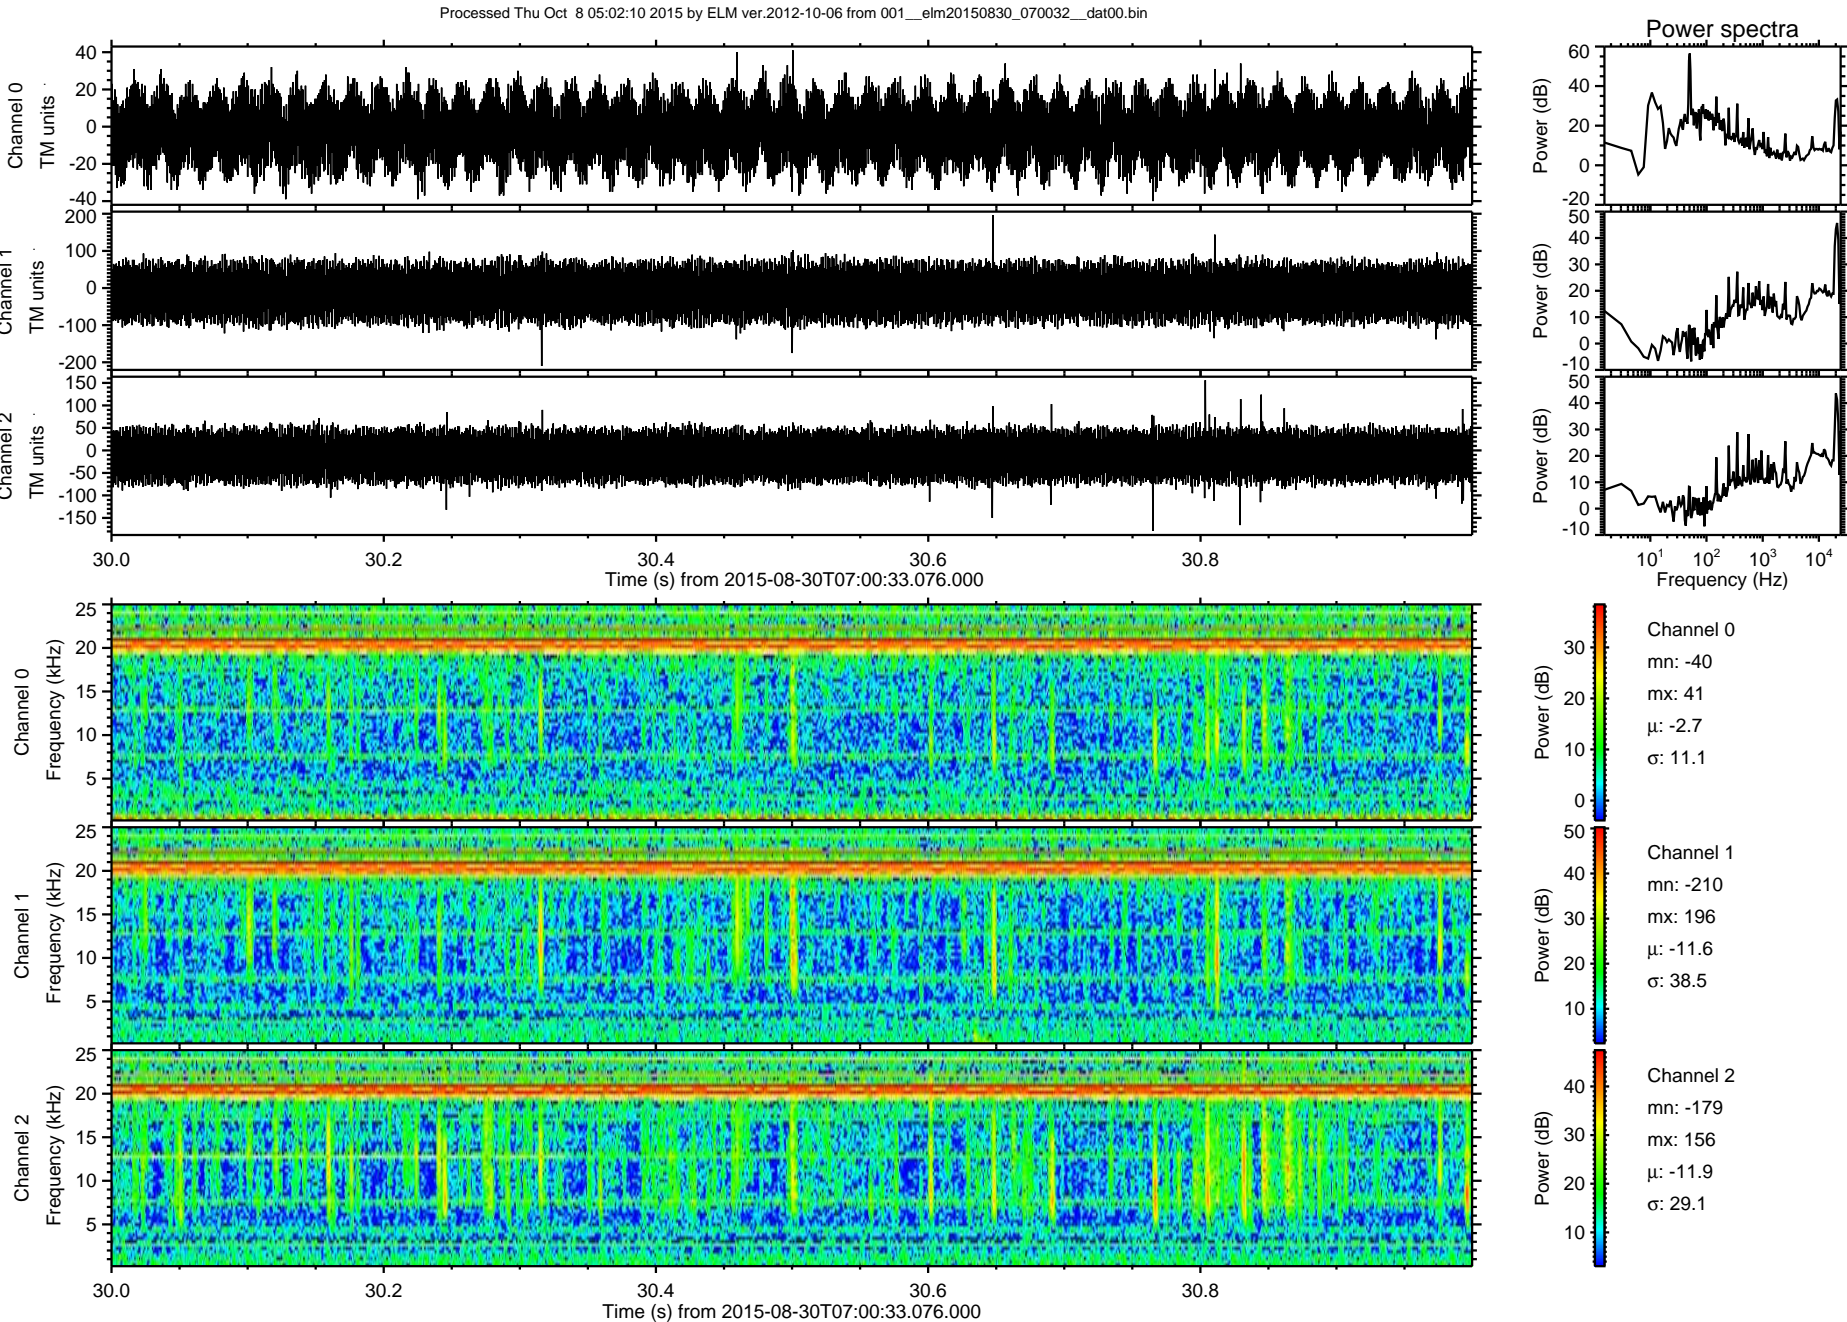 Processed Thu Oct  8 05:02:10 2015 by ELM ver.2012-10-06 from 001__elm20150830_070032__dat00.bin
Power spectra
Channel 0
TM units
40
20
0
-20
-40
Power (dB)
60
40
20
0
-20
Channel 1
TM units
200
100
0
-100
-200
Power (dB)
50
40
30
20
10
0
-10
Channel 2
TM units
150
100
50
0
-50
-100
-150
Power (dB)
50
40
30
20
10
0
-10
30.0 30.2 30.4 30.6 30.8
Time (s) from 2015-08-30T07:00:33.076.000
10^1 10^2 10^3 10^4
Frequency (Hz)
Channel 0
Frequency (kHz)
25
20
15
10
5
Power (dB)
30
20
10
0
Channel 0
mn: -40
mx: 41
μ: -2.7
σ: 11.1
Channel 1
Frequency (kHz)
25
20
15
10
5
Power (dB)
50
40
30
20
10
Channel 1
mn: -210
mx: 196
μ: -11.6
σ: 38.5
Channel 2
Frequency (kHz)
25
20
15
10
5
Power (dB)
40
30
20
10
Channel 2
mn: -179
mx: 156
μ: -11.9
σ: 29.1
30.0 30.2 30.4 30.6 30.8
Time (s) from 2015-08-30T07:00:33.076.000